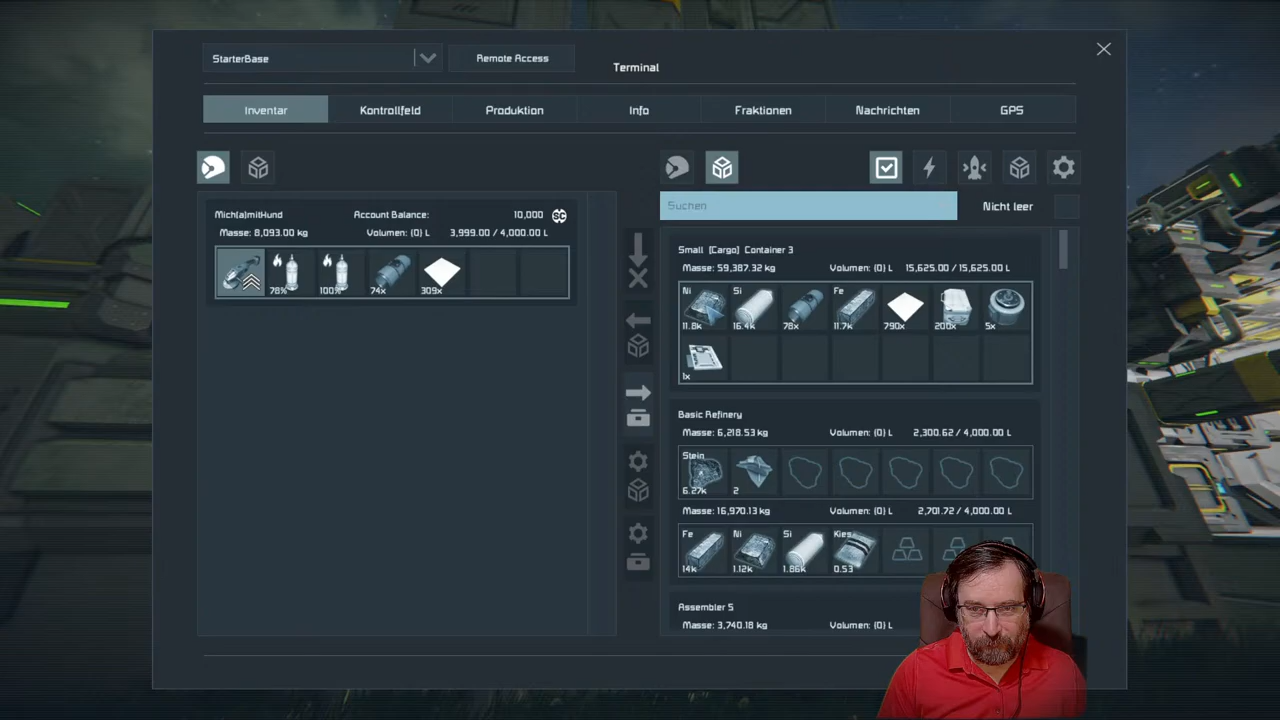 StarterBase
Remote Access
Terminal
Inventar
Kontrollfeld
Produktion
Info
Fraktionen
Nachrichten
GPS
Suchen
Nicht leer
Mich(a)mitHund Account Balance: 10,000 SC
Masse: 8,093.00 kg Volumen: (0) L 3,999.00 / 4,000.00 L
78% 100% 74x 309x
Small [Cargo] Container 3
Masse: 59,387.32 kg Volumen: (0) L 15,625.00 / 15,625.00 L
Ni Si Fe
11.8k 16.4k 78x 11.7k 790x 200x 5x
1x
Basic Refinery
Masse: 6,218.53 kg Volumen: (0) L 2,300.62 / 4,000.00 L
Stein
6.27k 2
Masse: 16,970.13 kg Volumen: (0) L 2,701.72 / 4,000.00 L
Fe Ni Si Kies
14k 1.12k 1.86k 0.53
Assembler 5
Masse: 3,740.18 kg Volumen: (0) L